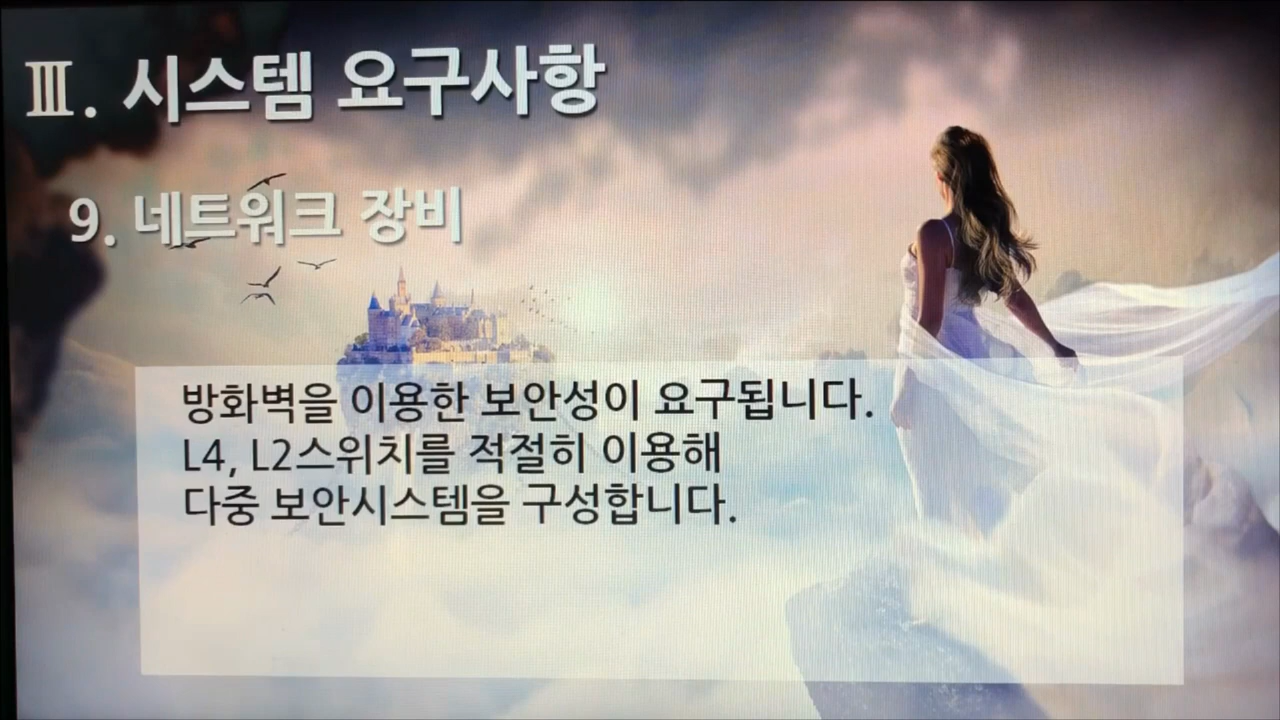 Ⅲ. 시스템 요구사항
9. 네트워크 장비
방화벽을 이용한 보안성이 요구됩니다.
L4, L2스위치를 적절히 이용해
다중 보안시스템을 구성합니다.